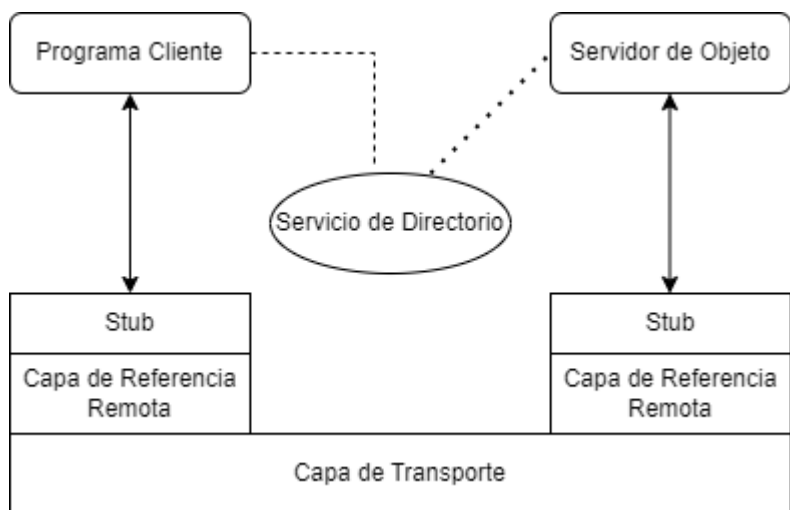 Programa Cliente
Servidor de Objeto
Servicio de Directorio
Stub
Stub
Capa de Referencia
Remota
Capa de Referencia
Remota
Capa de Transporte